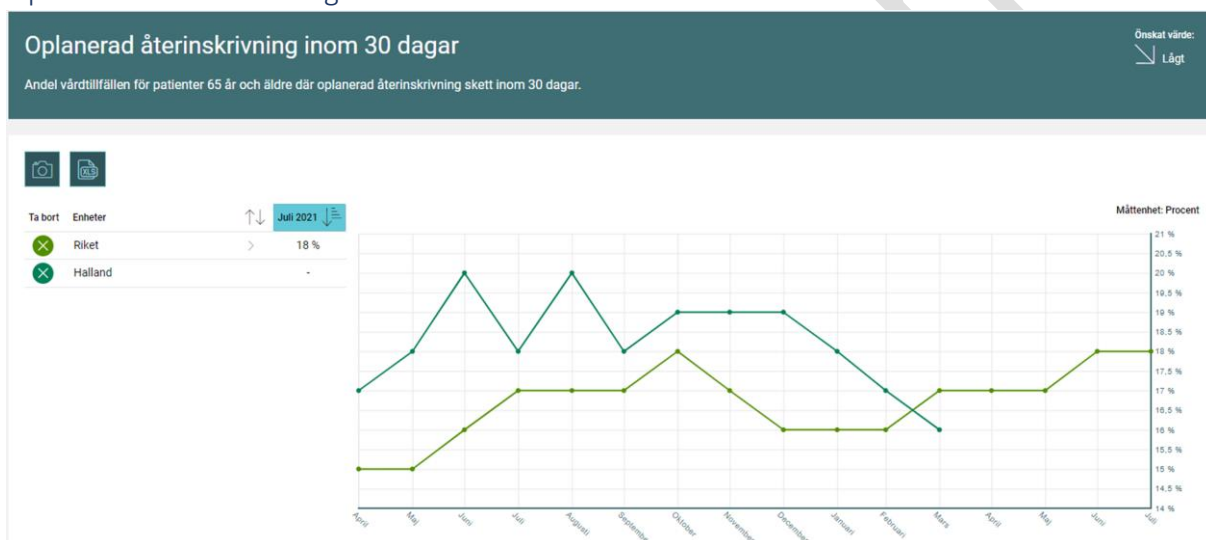 Oplanerad återinskrivning inom 30 dagar
Andel vårdtillfällen för patienter 65 år och äldre där oplanerad återinskrivning skett inom 30 dagar.
Önskat värde:
Lågt
XLS
Ta bort Enheter Juli 2021
Riket 18 %
Halland -
Måttenhet: Procent
21 %
20,5 %
20 %
19,5 %
19 %
18,5 %
18 %
17,5 %
17 %
16,5 %
16 %
15,5 %
15 %
14,5 %
14 %
April
Maj
Juni
Juli
Augusti
September
Oktober
November
December
Januari
Februari
Mars
April
Maj
Juni
Juli